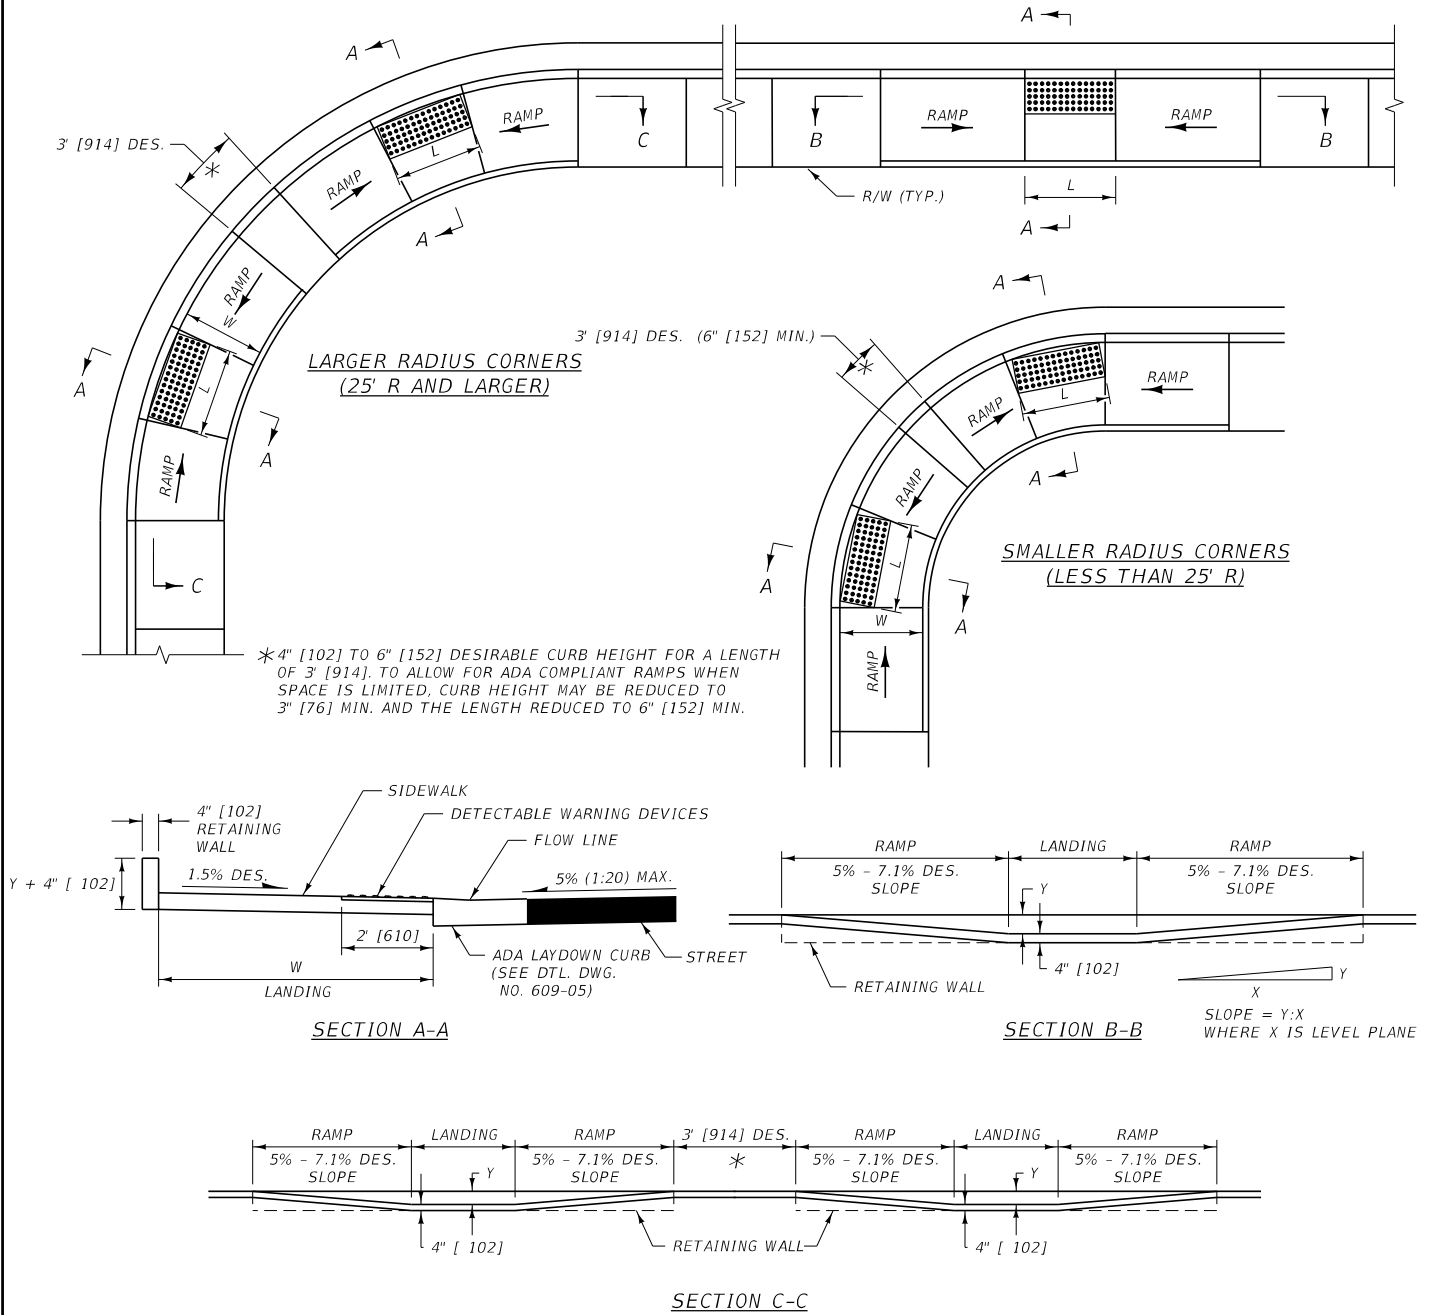 A
A
3' [914] DES.
*
L
RAMP
C
B
RAMP
RAMP
B
RAMP
R/W (TYP.)
L
A
A
RAMP
W
L
A
A
RAMP
C
LARGER RADIUS CORNERS
(25' R AND LARGER)
A
3' [914] DES. (6" [152] MIN.)
*
RAMP
L
RAMP
A
RAMP
L
A
A
W
RAMP
SMALLER RADIUS CORNERS
(LESS THAN 25' R)
* 4" [102] TO 6" [152] DESIRABLE CURB HEIGHT FOR A LENGTH
OF 3' [914]. TO ALLOW FOR ADA COMPLIANT RAMPS WHEN
SPACE IS LIMITED, CURB HEIGHT MAY BE REDUCED TO
3" [76] MIN. AND THE LENGTH REDUCED TO 6" [152] MIN.
4" [102]
RETAINING
WALL
SIDEWALK
DETECTABLE WARNING DEVICES
FLOW LINE
Y + 4" [ 102]
1.5% DES.
5% (1:20) MAX.
2' [610]
W
LANDING
ADA LAYDOWN CURB
(SEE DTL. DWG.
NO. 609-05)
STREET
SECTION A-A
RAMP
LANDING
RAMP
5% - 7.1% DES.
SLOPE
5% - 7.1% DES.
SLOPE
Y
4" [102]
RETAINING WALL
Y
X
SLOPE = Y:X
WHERE X IS LEVEL PLANE
SECTION B-B
RAMP
LANDING
RAMP
3' [914] DES.
RAMP
LANDING
RAMP
5% - 7.1% DES.
SLOPE
Y
5% - 7.1% DES.
SLOPE
*
5% - 7.1% DES.
SLOPE
Y
5% - 7.1% DES.
SLOPE
4" [ 102]
RETAINING WALL
4" [ 102]
SECTION C-C